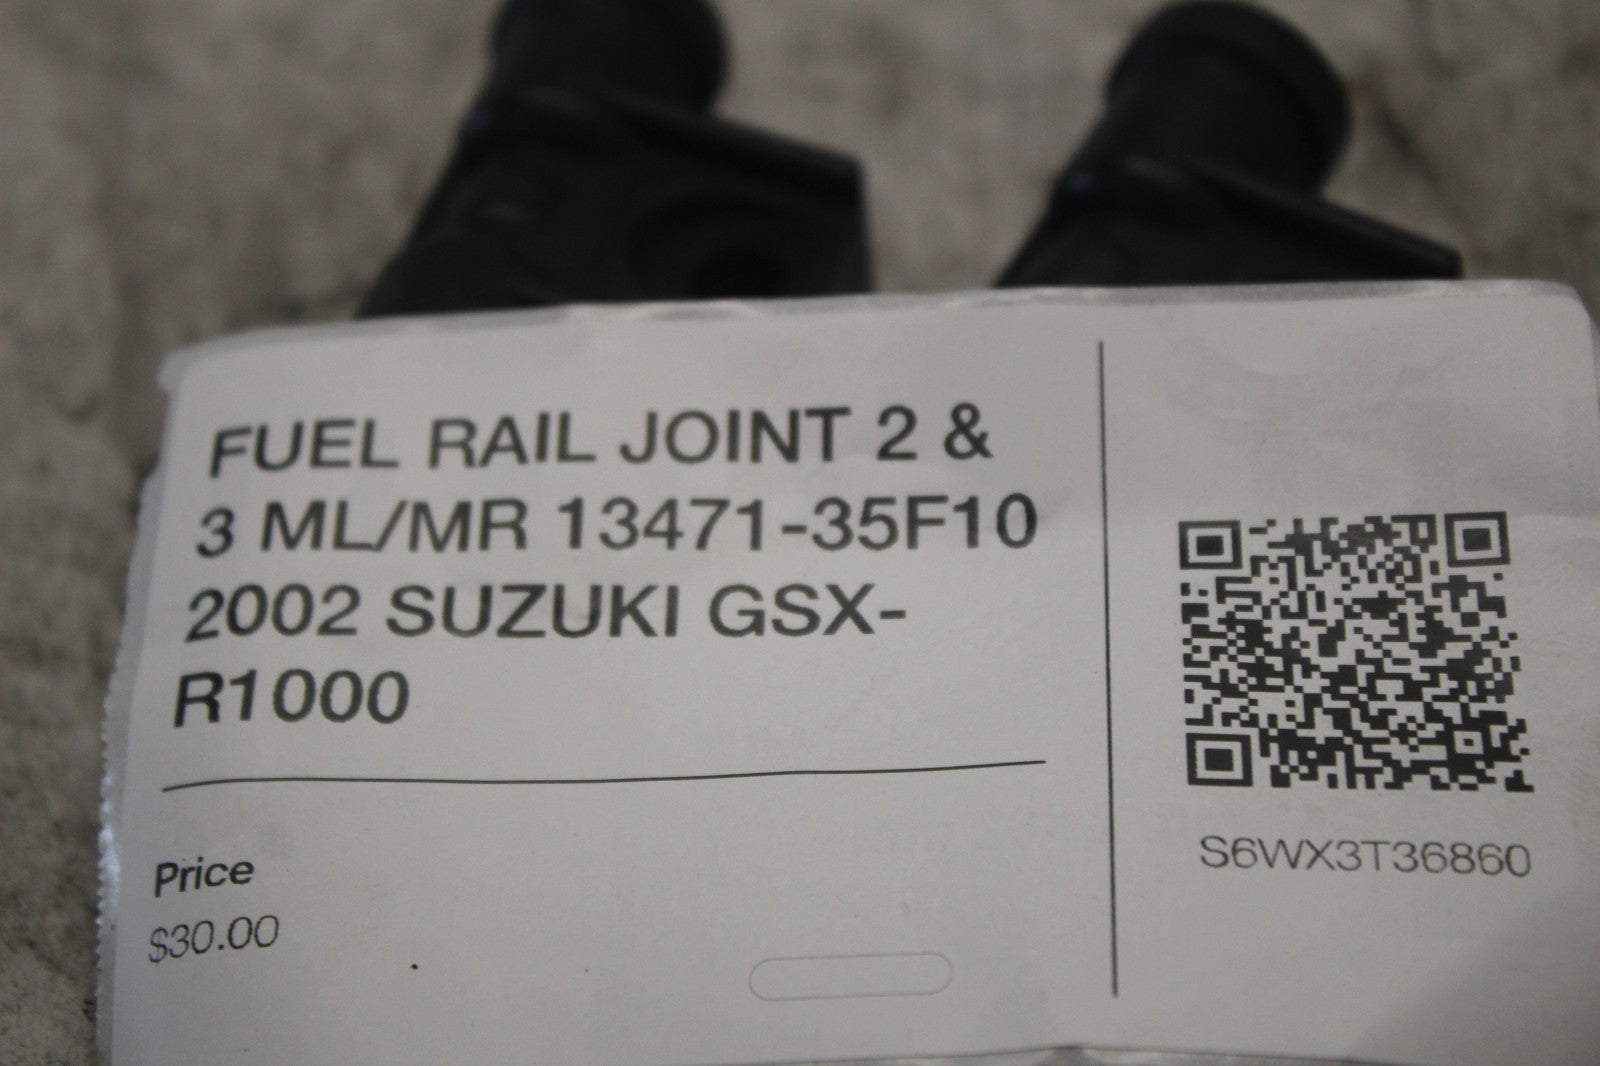 FUEL RAIL JOINT 2 &
3 ML/MR 13471-35F10
2002 SUZUKI GSX-
R1000
Price
$30.00
S6WX3T36860